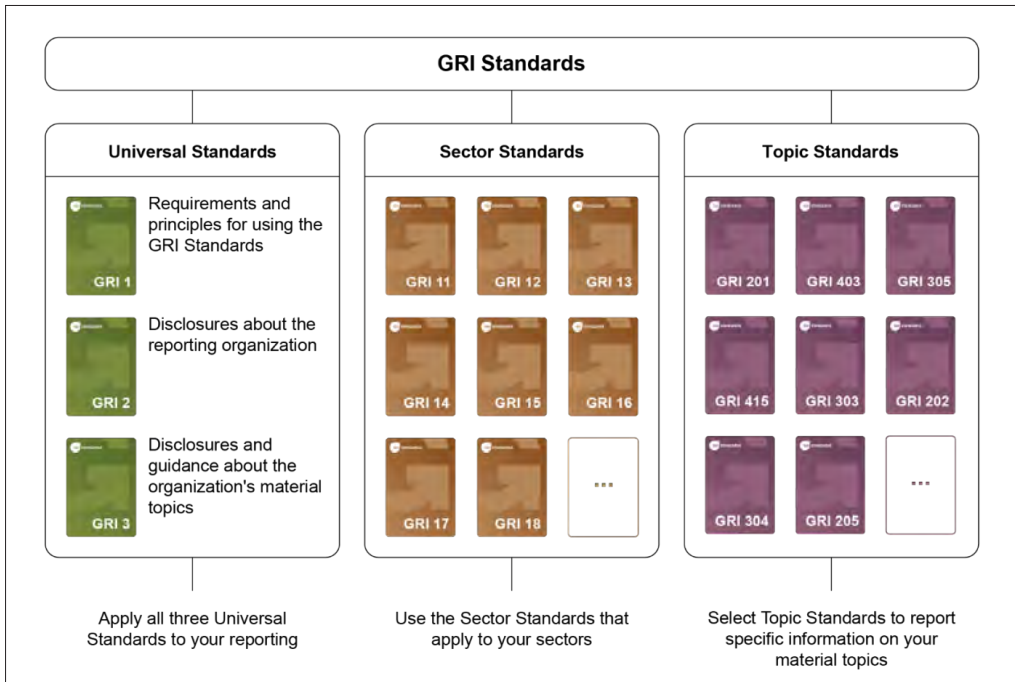 GRI Standards
Universal Standards
Requirements and
principles for using the
GRI Standards
GRI 1
Disclosures about the
reporting organization
GRI 2
Disclosures and
guidance about the
organization's material
topics
GRI 3
Apply all three Universal
Standards to your reporting
Sector Standards
GRI 11 GRI 12 GRI 13
GRI 14 GRI 15 GRI 16
...
GRI 17 GRI 18
Use the Sector Standards that
apply to your sectors
Topic Standards
GRI 201 GRI 403 GRI 305
GRI 415 GRI 303 GRI 202
...
GRI 304 GRI 205
Select Topic Standards to report
specific information on your
material topics